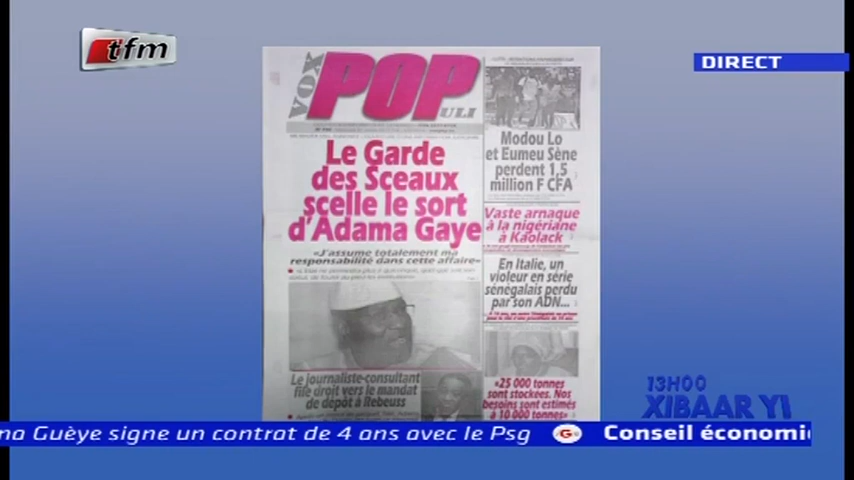 tfm
DIRECT
VOX
POP
ULI
Le Garde
des Sceaux
scelle le sort
d'Adama Gaye
«J'assume totalement ma
responsabilité dans cette affaire»
Le journaliste-consultant
file droit vers le mandat
de dépôt à Rebeuss
Modou Lo
et Eumeu Sène
perdent 1,5
million F CFA
Vaste arnaque
à la nigériane
à Kaolack
En Italie, un
violeur en série
sénégalais perdu
par son ADN...
«25 000 tonnes
sont stockées. Nos
besoins sont estimés
à 10 000 tonnes»
13H00
XIBAAR YI
na Guèye signe un contrat de 4 ans avec le Psg
Conseil économi